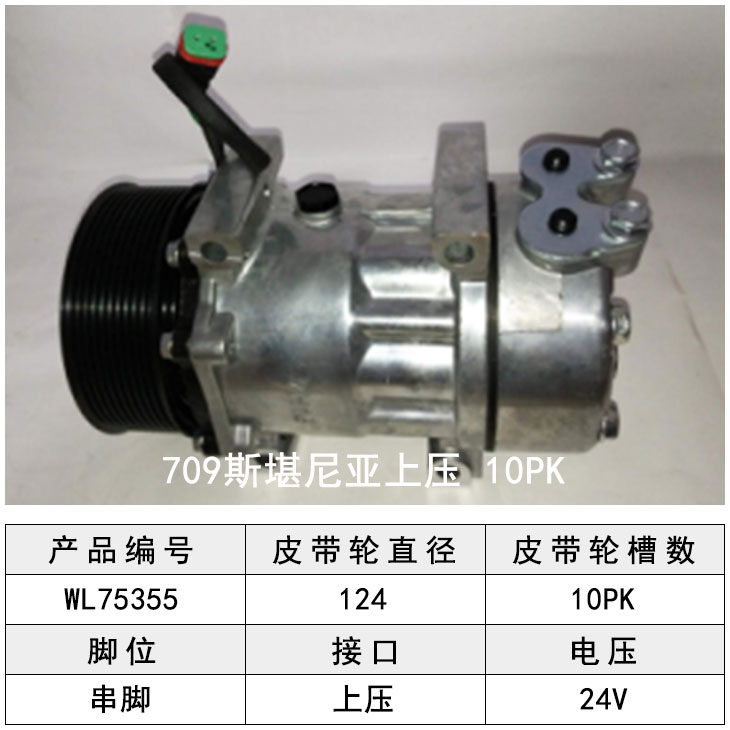 709斯堪尼亚上压 10PK
产品编号 皮带轮直径 皮带轮槽数
WL75355 124 10PK
脚位 接口 电压
串脚 上压 24V